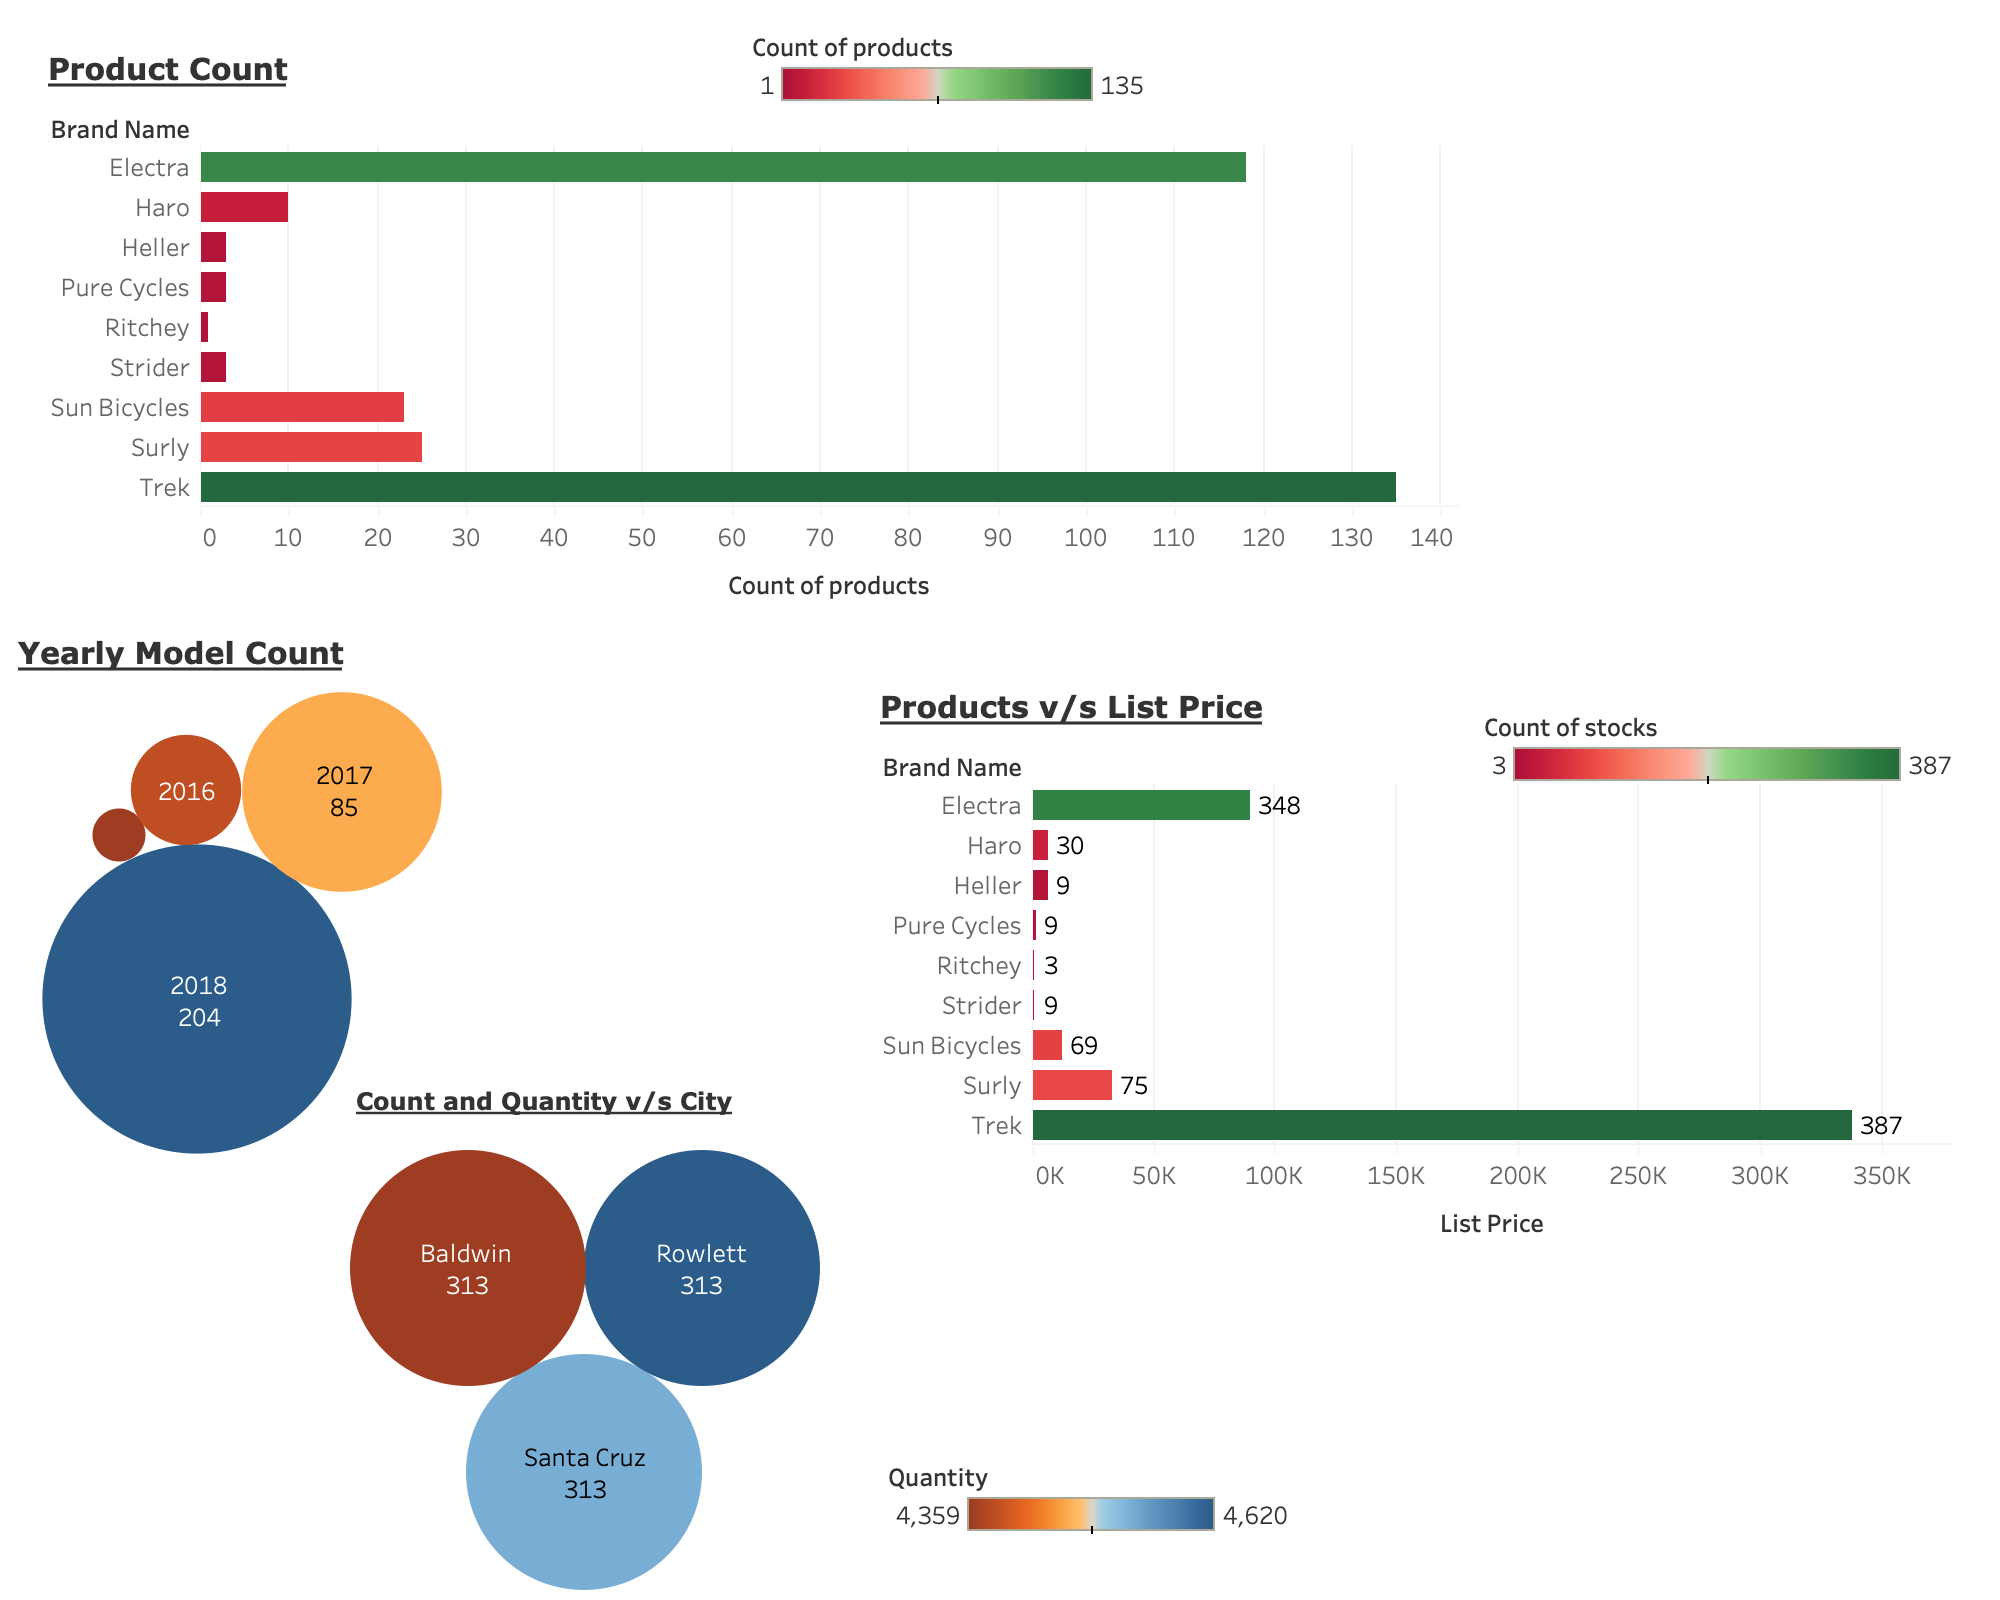 Product Count
Count of products
1 135
Brand Name
Electra
Haro
Heller
Pure Cycles
Ritchey
Strider
Sun Bicycles
Surly
Trek
0 10 20 30 40 50 60 70 80 90 100 110 120 130 140
Count of products
Yearly Model Count
2016
2017
85
2018
204
Products v/s List Price
Count of stocks
3 387
Brand Name
Electra 348
Haro 30
Heller 9
Pure Cycles 9
Ritchey 3
Strider 9
Sun Bicycles 69
Surly 75
Trek 387
0K 50K 100K 150K 200K 250K 300K 350K
List Price
Count and Quantity v/s City
Baldwin
313
Rowlett
313
Santa Cruz
313
Quantity
4,359 4,620